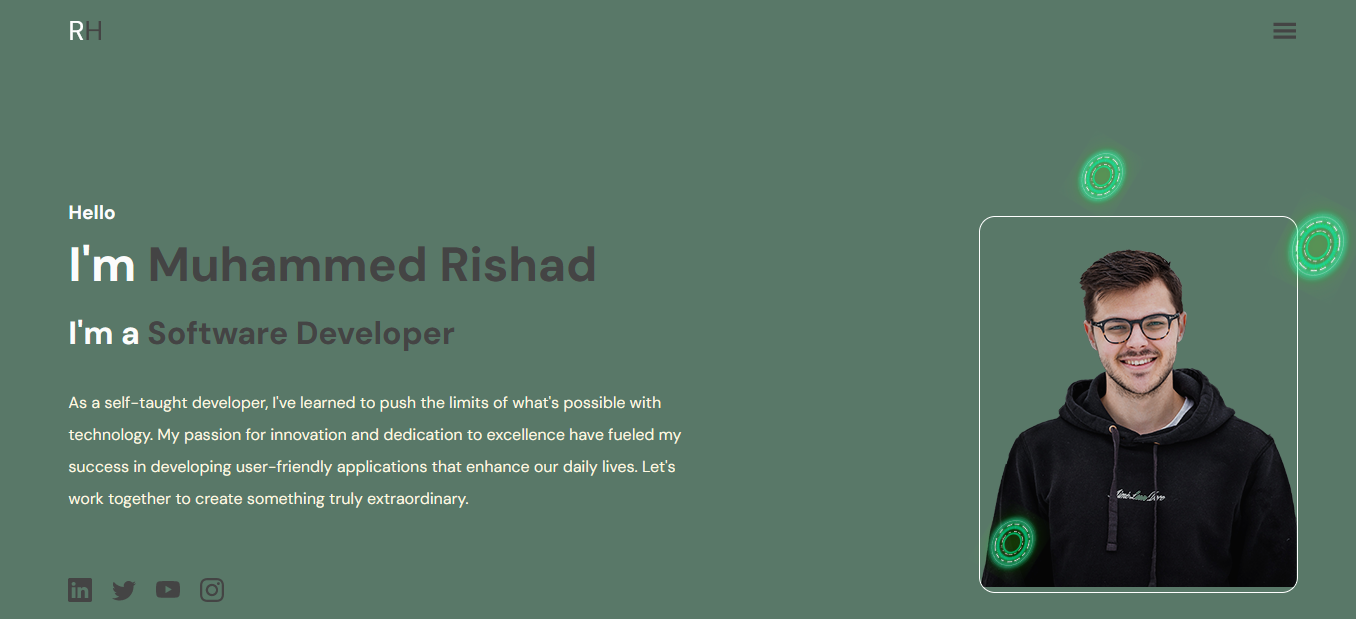 RH
Hello
I'm Muhammed Rishad
I'm a Software Developer
As a self-taught developer, I've learned to push the limits of what's possible with
technology. My passion for innovation and dedication to excellence have fueled my
success in developing user-friendly applications that enhance our daily lives. Let's
work together to create something truly extraordinary.
in